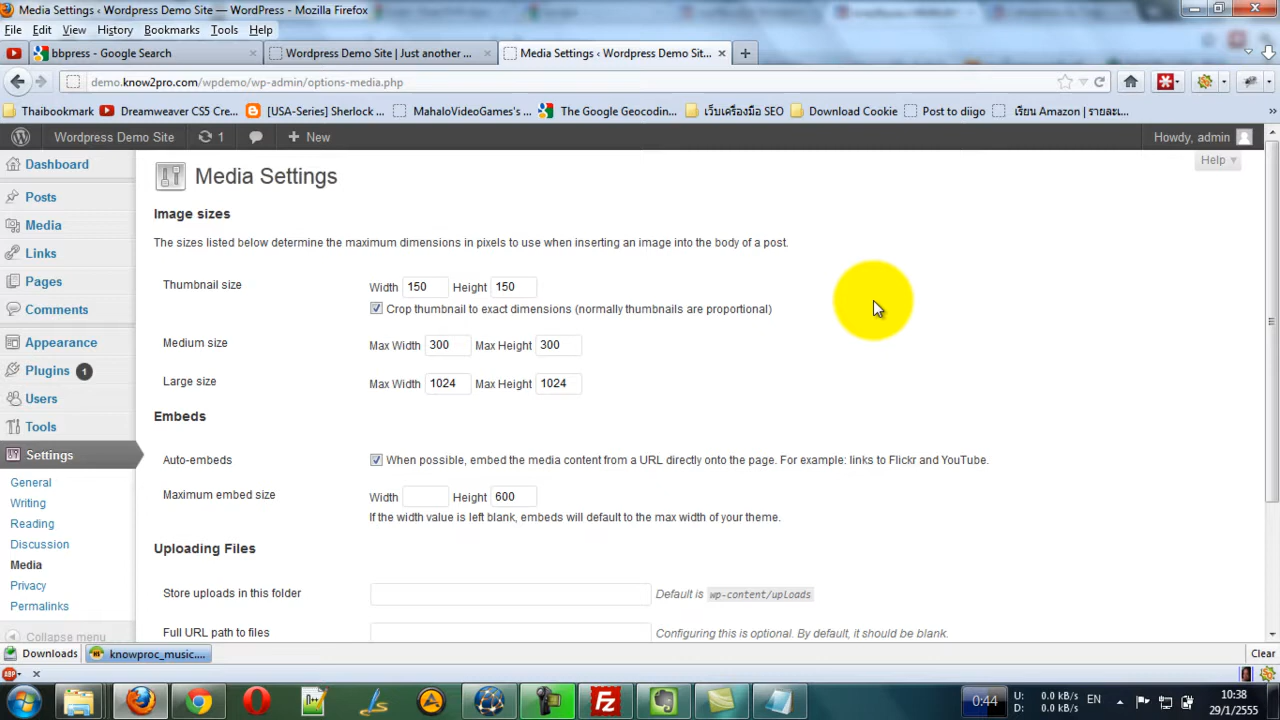 Media Settings ‹ Wordpress Demo Site — WordPress - Mozilla Firefox
File Edit View History Bookmarks Tools Help
bbpress - Google Search × Wordpress Demo Site | Just another ... × Media Settings ‹ Wordpress Demo Sit... × +
demo.know2pro.com/wpdemo/wp-admin/options-media.php
Thaibookmark Dreamweaver CS5 Cre... [USA-Series] Sherlock ... MahaloVideoGames's ... The Google Geocodin... เว็บเครื่องมือ SEO Download Cookie Post to diigo เรียน Amazon | รายละ... »
Wordpress Demo Site 1 + New Howdy, admin
Dashboard
Help
Media Settings
Posts
Media
Links
Pages
Comments
Appearance
Plugins 1
Users
Tools
Settings
General
Writing
Reading
Discussion
Media
Privacy
Permalinks
Collapse menu
Image sizes
The sizes listed below determine the maximum dimensions in pixels to use when inserting an image into the body of a post.
Thumbnail size Width 150 Height 150
Crop thumbnail to exact dimensions (normally thumbnails are proportional)
Medium size Max Width 300 Max Height 300
Large size Max Width 1024 Max Height 1024
Embeds
Auto-embeds When possible, embed the media content from a URL directly onto the page. For example: links to Flickr and YouTube.
Maximum embed size Width Height 600
If the width value is left blank, embeds will default to the max width of your theme.
Uploading Files
Store uploads in this folder Default is wp-content/uploads
Full URL path to files Configuring this is optional. By default, it should be blank.
Downloads knowproc_music.... Clear
ABP ×
0:44 U: 0.0 kB/s EN 10:38
D: 0.0 kB/s 29/1/2555